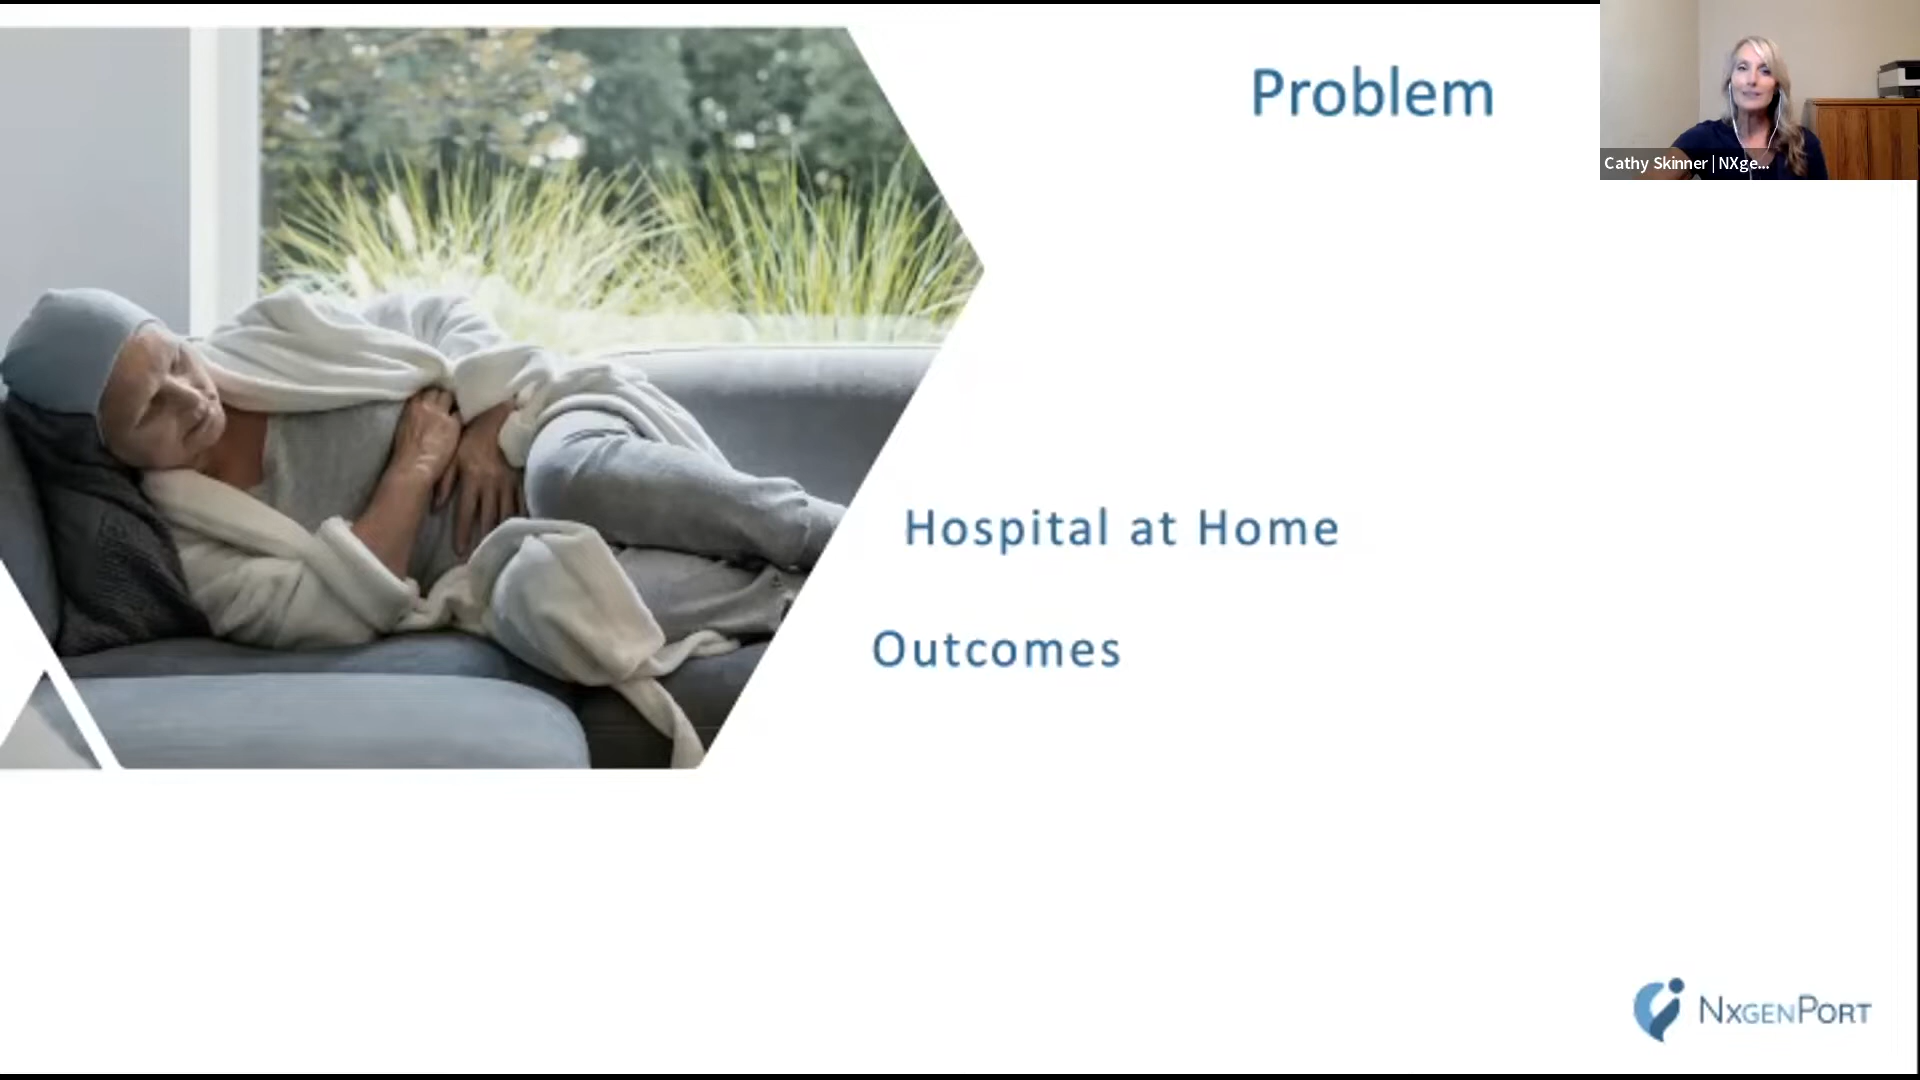 Problem
Cathy Skinner | NXge...
Hospital at Home
Outcomes
NXGENPORT